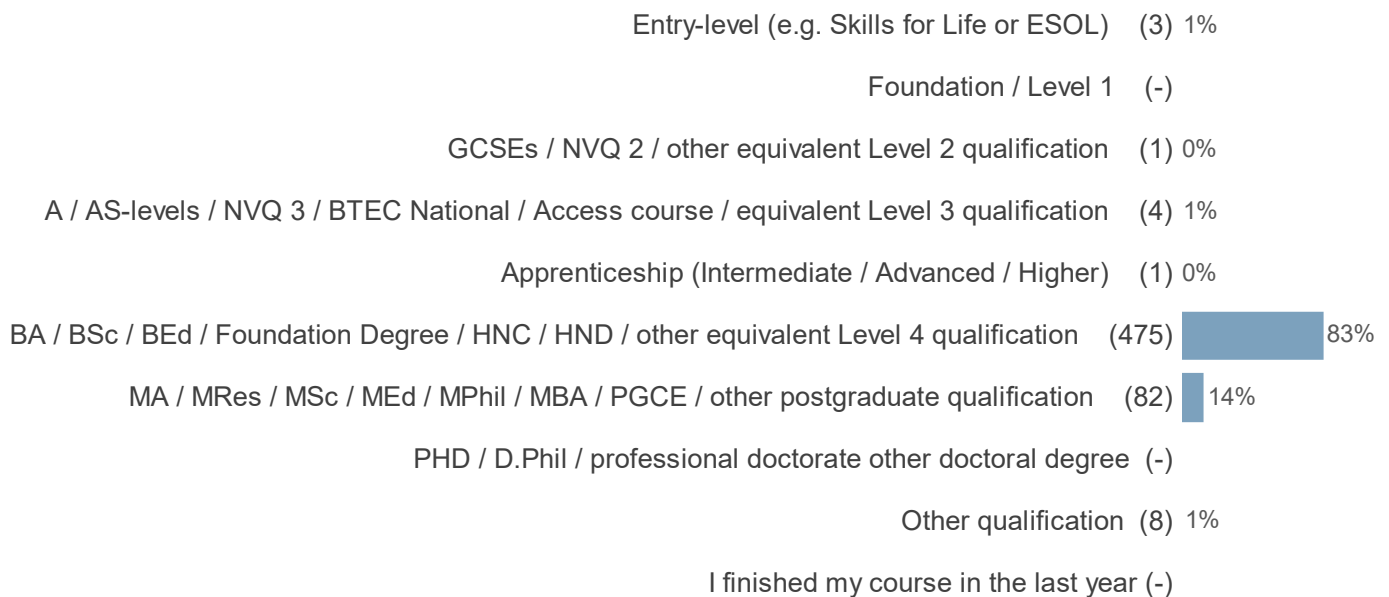 Entry-level (e.g. Skills for Life or ESOL) (3) 1%
Foundation / Level 1 (-)
GCSEs / NVQ 2 / other equivalent Level 2 qualification (1) 0%
A / AS-levels / NVQ 3 / BTEC National / Access course / equivalent Level 3 qualification (4) 1%
Apprenticeship (Intermediate / Advanced / Higher) (1) 0%
BA / BSc / BEd / Foundation Degree / HNC / HND / other equivalent Level 4 qualification (475) 83%
MA / MRes / MSc / MEd / MPhil / MBA / PGCE / other postgraduate qualification (82) 14%
PHD / D.Phil / professional doctorate other doctoral degree (-)
Other qualification (8) 1%
I finished my course in the last year (-)